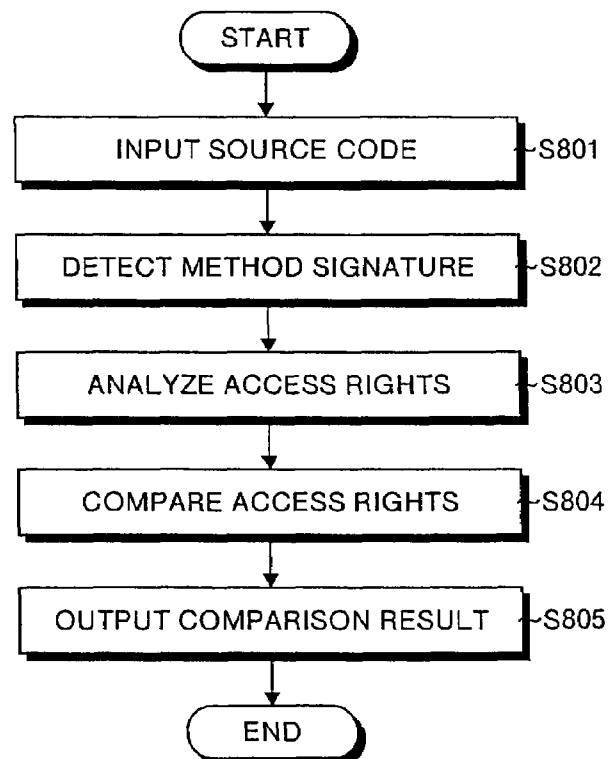 START
INPUT SOURCE CODE S801
DETECT METHOD SIGNATURE S802
ANALYZE ACCESS RIGHTS S803
COMPARE ACCESS RIGHTS S804
OUTPUT COMPARISON RESULT S805
END